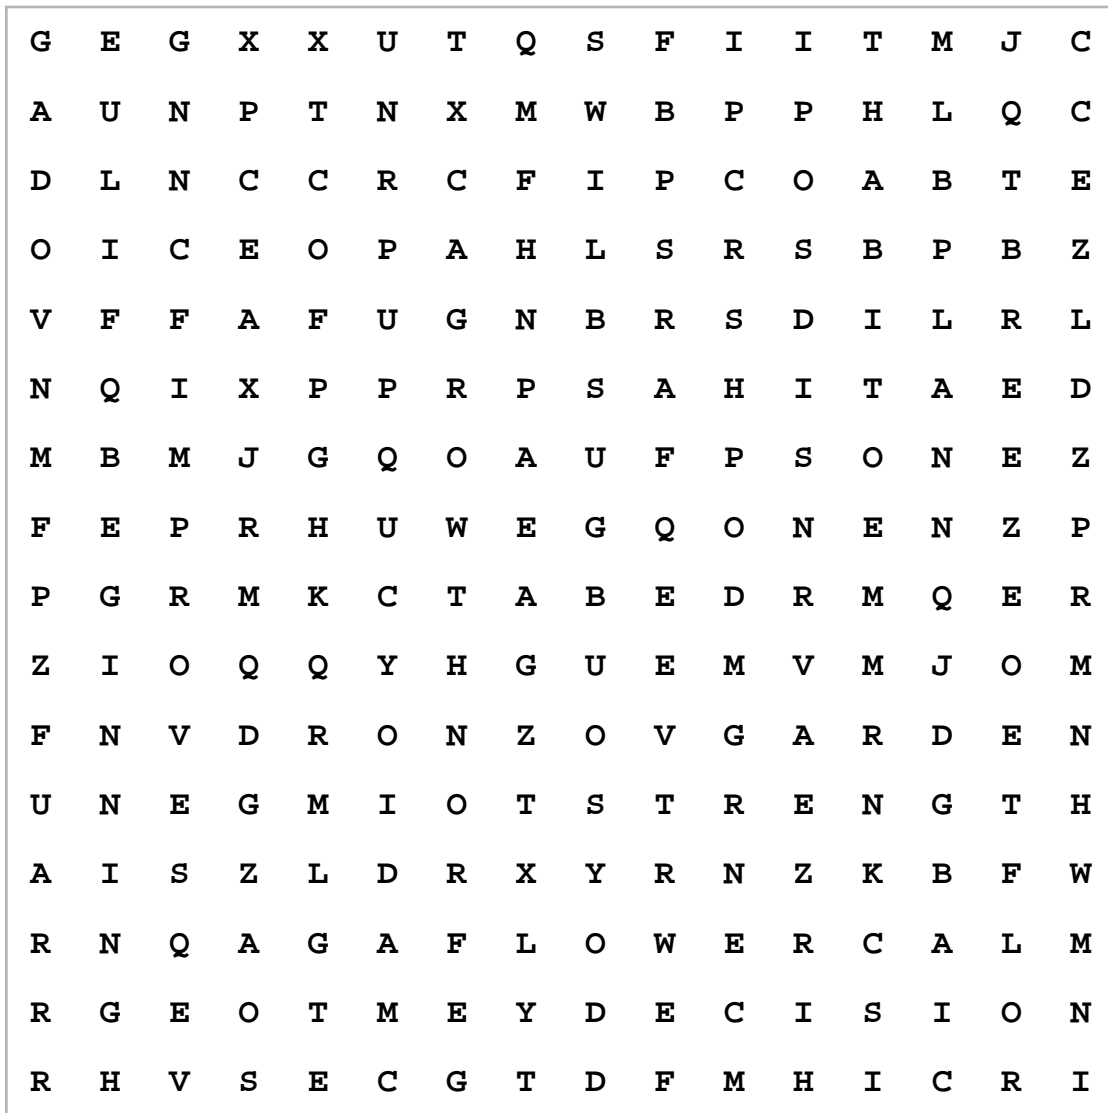 G E G X X U T Q S F I I T M J C
A U N P T N X M W B P P H L Q C
D L N C C R C F I P C O A B T E
O I C E O P A H L S R S B P B Z
V F F A F U G N B R S D I L R L
N Q I X P P R P S A H I T A E D
M B M J G Q O A U F P S O N E Z
F E P R H U W E G Q O N E N Z P
P G R M K C T A B E D R M Q E R
Z I O Q Q Y H G U E M V M J O M
F N V D R O N Z O V G A R D E N
U N E G M I O T S T R E N G T H
A I S Z L D R X Y R N Z K B F W
R N Q A G A F L O W E R C A L M
R G E O T M E Y D E C I S I O N
R H V S E C G T D F M H I C R I